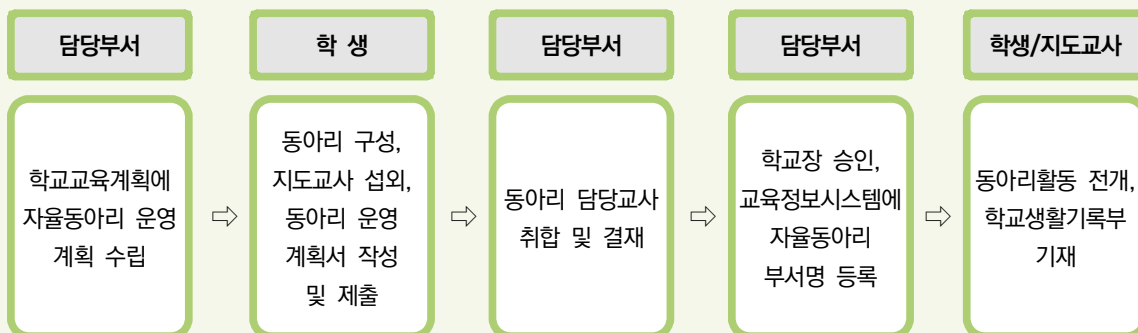 담당부서
학교교육계획에
자율동아리 운영
계획 수립
⇨
학 생
동아리 구성,
지도교사 섭외,
동아리 운영
계획서 작성
및 제출
⇨
담당부서
동아리 담당교사
취합 및 결재
⇨
담당부서
학교장 승인,
교육정보시스템에
자율동아리
부서명 등록
⇨
학생/지도교사
동아리활동 전개,
학교생활기록부
기재